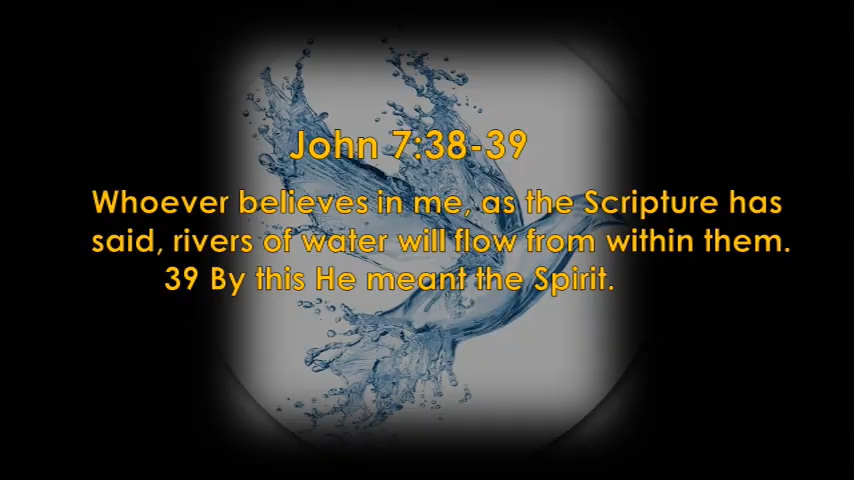 John 7:38-39
Whoever believes in me, as the Scripture has
said, rivers of water will flow from within them.
39 By this He meant the Spirit.